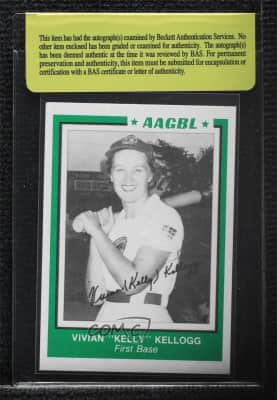 This item has had the autograph(s) examined by Beckett Authentication Services. No
other item enclosed has been graded or examined for authenticity. The autograph(s)
has been deemed authentic at the time it was reviewed by BAS. For permanent
preservation and authenticity, this item must be submitted for encapsulation or
certification with a BAS certificate or letter of authenticity.
★ AAGBL ★
Vivian "Kelly" Kellogg
COMC
VIVIAN "KELLY" KELLOGG
First Base